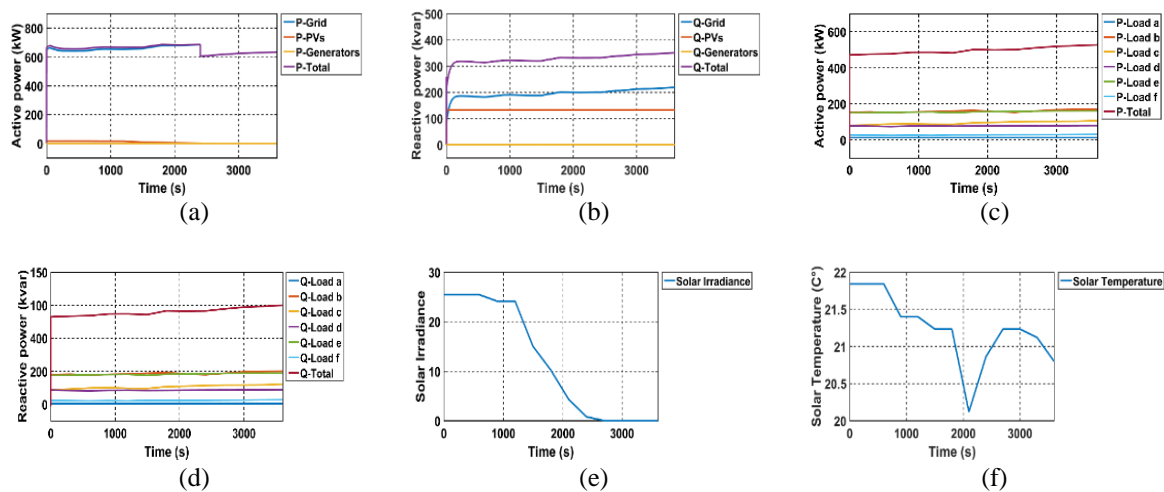 Active power (kW)
800
600
400
200
0
0 1000 2000 3000
Time (s)
P-Grid
P-PVs
P-Generators
P-Total
(a)
Reactive power (kvar)
500
400
300
200
100
0
0 1000 2000 3000
Time (s)
Q-Grid
Q-PVs
Q-Generators
Q-Total
(b)
Active power (kW)
600
400
200
0
0 1000 2000 3000
Time (s)
P-Load a
P-Load b
P-Load c
P-Load d
P-Load e
P-Load f
P-Total
(c)
Reactive power (kvar)
150
100
400
200
0
0 1000 2000 3000
Time (s)
Q-Load a
Q-Load b
Q-Load c
Q-Load d
Q-Load e
Q-Load f
Q-Total
(d)
Solar Irradiance
30
20
10
0
0 1000 2000 3000
Time (s)
Solar Irradiance
(e)
Solar Temperature (C°)
22
21.5
21
20.5
20
0 1000 2000 3000
Time (s)
Solar Temperature
(f)